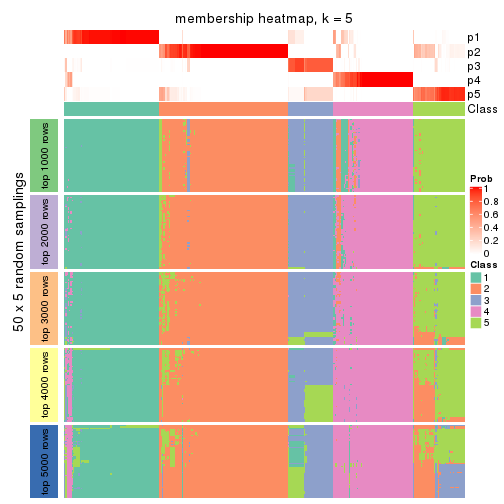 membership heatmap, k = 5
p1
p2
p3
p4
p5
Class
50 x 5 random samplings
top 1000 rows
top 2000 rows
top 3000 rows
top 4000 rows
top 5000 rows
Prob
1
0.8
0.6
0.4
0.2
0
Class
1
2
3
4
5